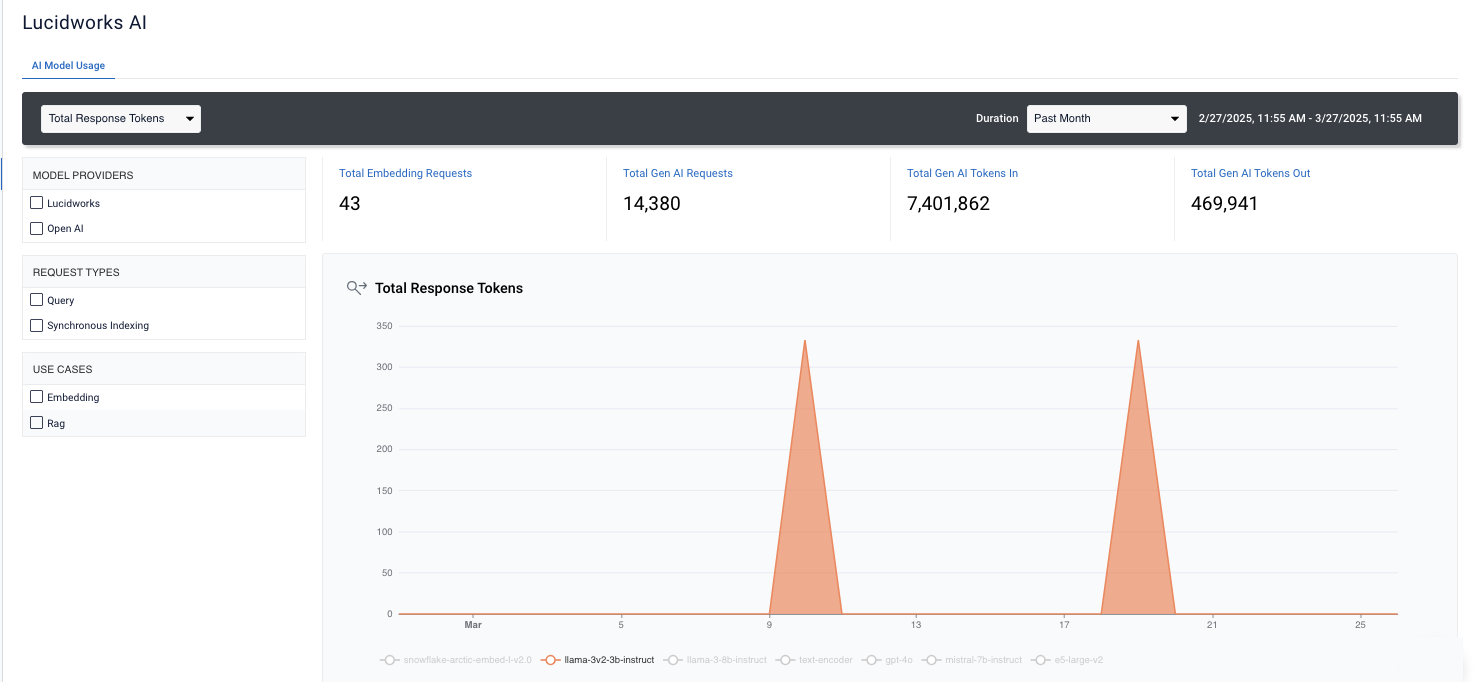 Lucidworks AI
AI Model Usage
Total Response Tokens
Duration
Past Month
2/27/2025, 11:55 AM - 3/27/2025, 11:55 AM
MODEL PROVIDERS
Lucidworks
Open AI
REQUEST TYPES
Query
Synchronous Indexing
USE CASES
Embedding
Rag
Total Embedding Requests
43
Total Gen AI Requests
14,380
Total Gen AI Tokens In
7,401,862
Total Gen AI Tokens Out
469,941
Total Response Tokens
350
300
250
200
150
100
50
0
Mar 5 9 13 17 21 25
snowflake-arctic-embed-l-v2.0 llama-3v2-3b-instruct llama-3-8b-instruct text-encoder gpt-4o mistral-7b-instruct e5-large-v2